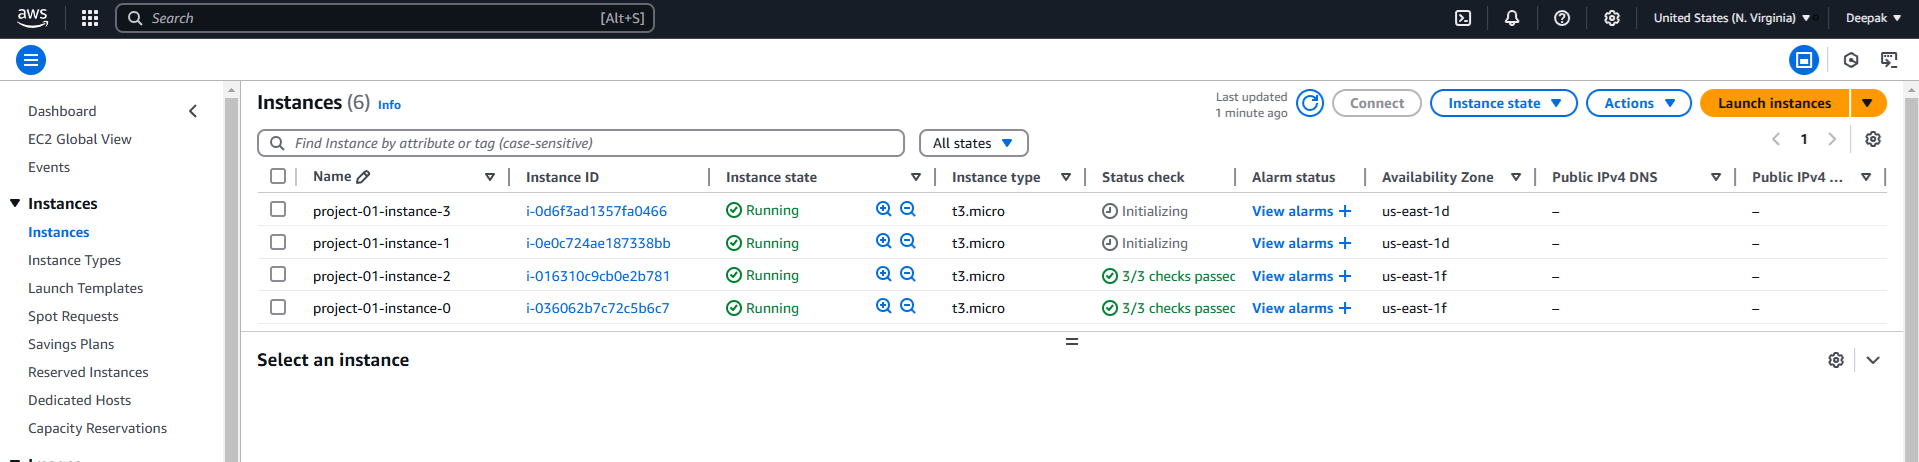 aws Search [Alt+S] United States (N. Virginia) Deepak
Dashboard
EC2 Global View
Events
Instances
Instances
Instance Types
Launch Templates
Spot Requests
Savings Plans
Reserved Instances
Dedicated Hosts
Capacity Reservations
Instances (6) Info
Last updated
1 minute ago
Connect Instance state Actions Launch instances
Find Instance by attribute or tag (case-sensitive) All states 1
Name Instance ID Instance state Instance type Status check Alarm status Availability Zone Public IPv4 DNS Public IPv4 ...
project-01-instance-3 i-0d6f3ad1357fa0466 Running t3.micro Initializing View alarms + us-east-1d – –
project-01-instance-1 i-0e0c724ae187338bb Running t3.micro Initializing View alarms + us-east-1d – –
project-01-instance-2 i-016310c9cb0e2b781 Running t3.micro 3/3 checks passed View alarms + us-east-1f – –
project-01-instance-0 i-036062b7c72c5b6c7 Running t3.micro 3/3 checks passed View alarms + us-east-1f – –
Select an instance